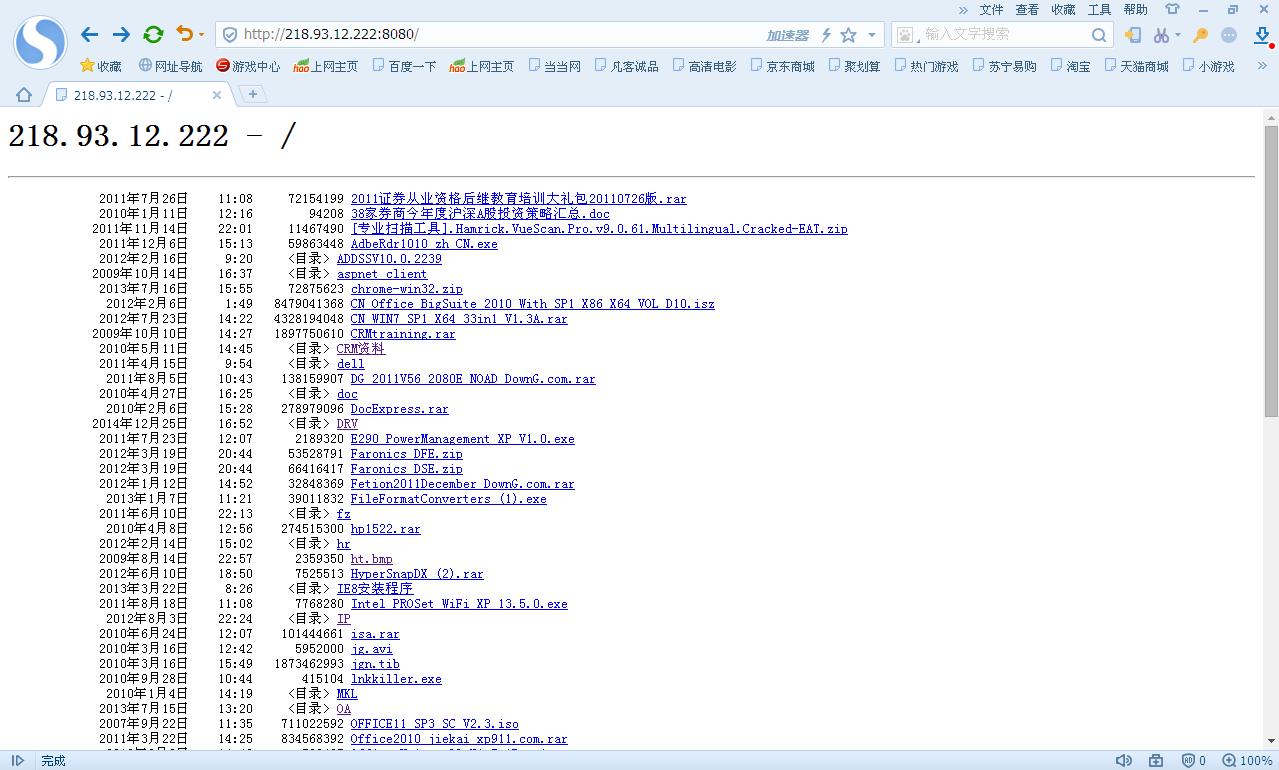 » 文件 查看 收藏 工具 帮助
http://218.93.12.222:8080/ 加速器 输入文字搜索
收藏 网址导航 游戏中心 hao 上网主页 百度一下 hao 上网主页 当当网 凡客诚品 高清电影 京东商城 聚划算 热门游戏 苏宁易购 淘宝 天猫商城 小游戏 »
218.93.12.222 - /
218.93.12.222 - /
2011年7月26日 11:08 72154199 2011证券从业资格后继教育培训大礼包20110726版.rar
2010年1月11日 12:16 94208 38家券商今年度沪深A股投资策略汇总.doc
2011年11月14日 22:01 11467490 [专业扫描工具].Hamrick.VueScan.Pro.v9.0.61.Multilingual.Cracked-EAT.zip
2011年12月6日 15:13 59863448 AdbeRdr1010_zh_CN.exe
2012年2月16日 9:20 <目录> ADDSSV10.0.2239
2009年10月14日 16:37 <目录> aspnet_client
2013年7月16日 15:55 72875623 chrome-win32.zip
2012年2月6日 1:49 8479041368 CN_Office_BigSuite_2010_With_SP1_X86_X64_VOL_D10.isz
2012年7月23日 14:22 4328194048 CN_WIN7_SP1_X64_33in1_V1.3A.rar
2009年10月10日 14:27 1897750610 CRMtraining.rar
2010年5月11日 14:45 <目录> CRM资料
2011年4月15日 9:54 <目录> dell
2011年8月5日 10:43 138159907 DG_2011V56_2080E_NOAD_DownG.com.rar
2010年4月27日 16:25 <目录> doc
2010年2月6日 15:28 278979096 DocExpress.rar
2014年12月25日 16:52 <目录> DRV
2011年7月23日 12:07 2189320 E290_PowerManagement_XP_V1.0.exe
2012年3月19日 20:44 53528791 Faronics_DFE.zip
2012年3月19日 20:44 66416417 Faronics_DSE.zip
2012年1月12日 14:52 32848369 Fetion2011December_DownG.com.rar
2013年1月7日 11:21 39011832 FileFormatConverters (1).exe
2011年6月10日 22:13 <目录> fz
2010年4月8日 12:56 274515300 hp1522.rar
2012年2月14日 15:02 <目录> hr
2009年8月14日 22:57 2359350 ht.bmp
2012年6月10日 18:50 7525513 HyperSnapDX (2).rar
2013年3月22日 8:26 <目录> IE8安装程序
2011年8月18日 11:08 7768280 Intel_PROSet_WiFi_XP_13.5.0.exe
2012年8月3日 22:24 <目录> IP
2010年6月24日 12:07 101444661 isa.rar
2010年3月16日 12:42 5952000 jg.avi
2010年3月16日 15:49 1873462993 jgn.tib
2010年9月28日 10:44 415104 lnkkiller.exe
2010年1月4日 14:19 <目录> MKL
2013年7月15日 13:20 <目录> OA
2007年9月22日 11:35 711022592 OFFICE11_SP3_SC_V2.3.iso
2011年3月22日 14:25 834568392 Office2010_jiekai_xp911.com.rar
完成 0 100%